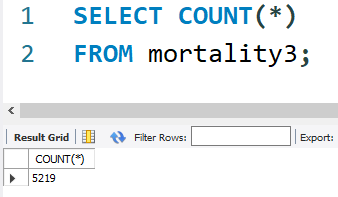 1 SELECT COUNT(*)
2 FROM mortality3;
Result Grid Filter Rows: Export:
COUNT(*)
5219